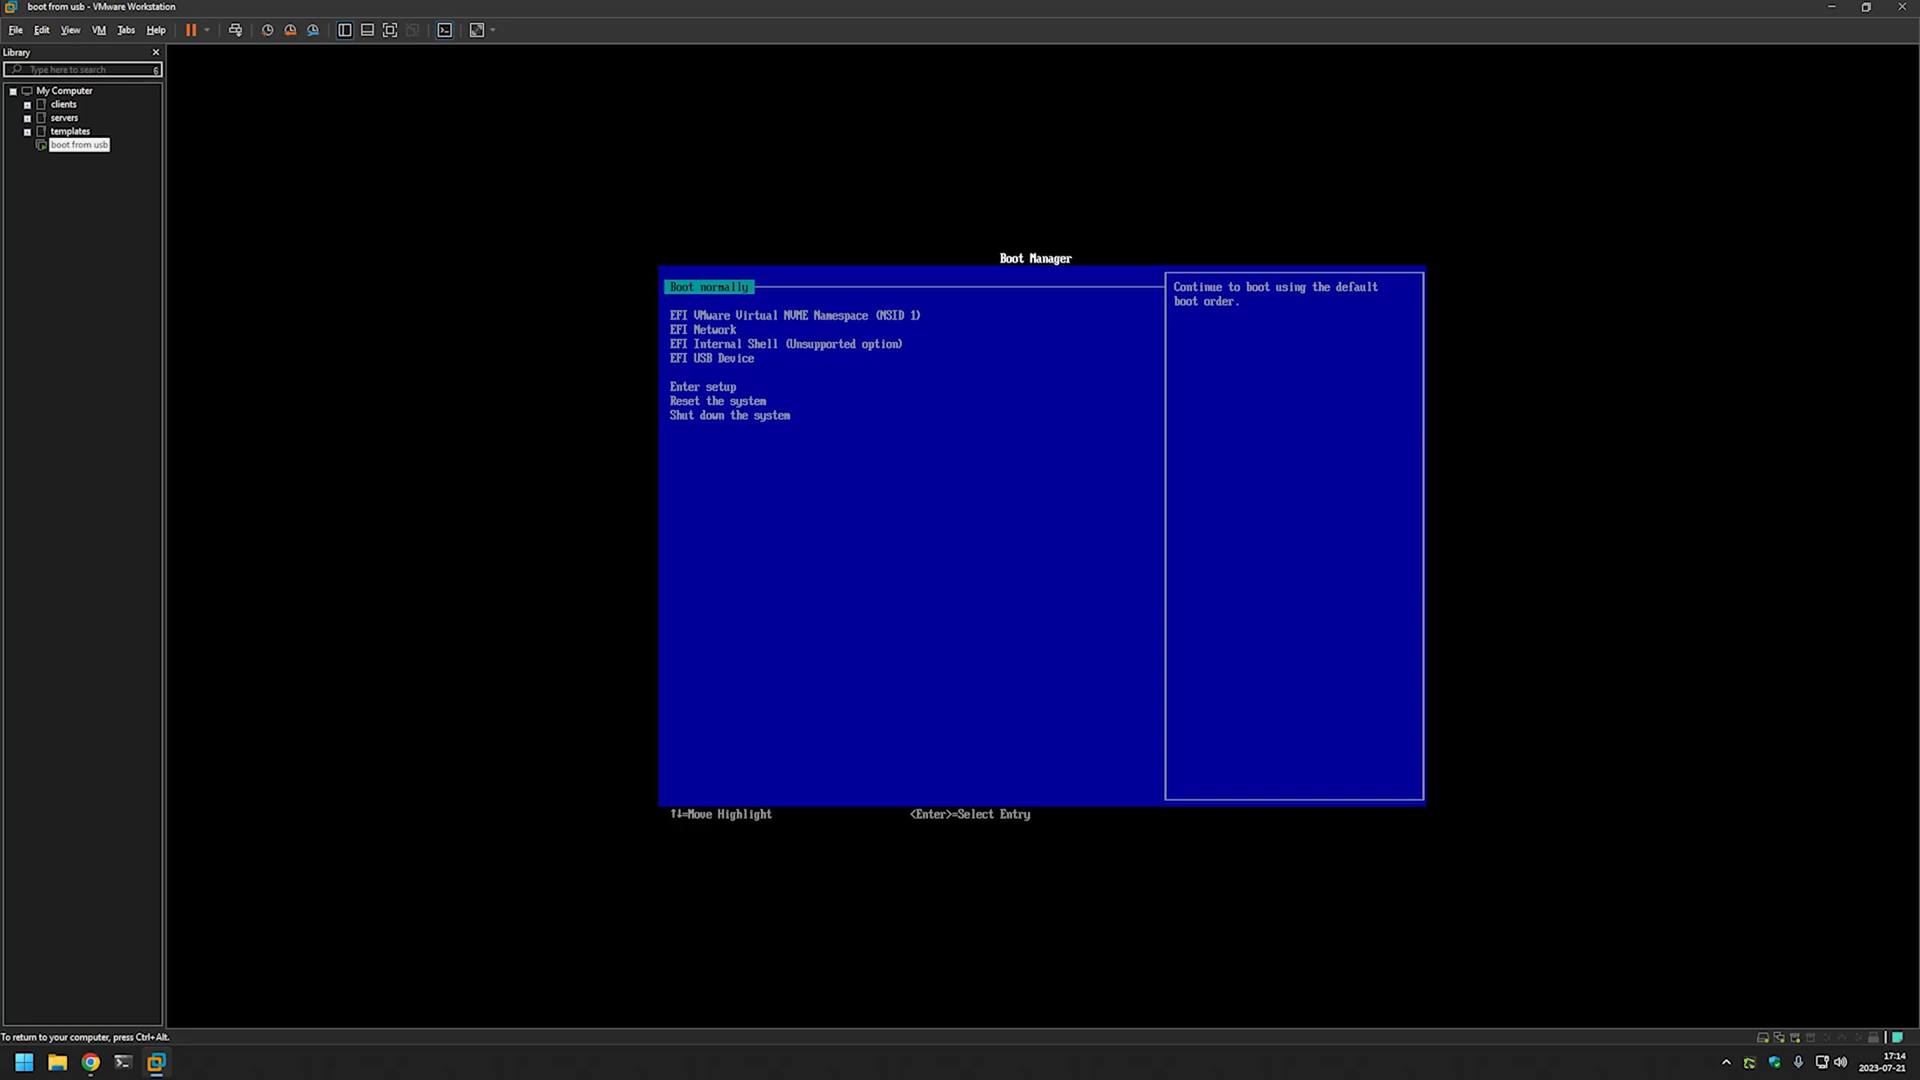 boot from usb - VMware Workstation
File Edit View VM Tabs Help
Library
Type here to search
My Computer
clients
servers
templates
boot from usb
Boot Manager
Boot normally
EFI VMware Virtual NVME Namespace (NSID 1)
EFI Network
EFI Internal Shell (Unsupported option)
EFI USB Device
Enter setup
Reset the system
Shut down the system
Continue to boot using the default
boot order.
↑↓=Move Highlight <Enter>=Select Entry
To return to your computer, press Ctrl+Alt.
17:14
2023-07-21